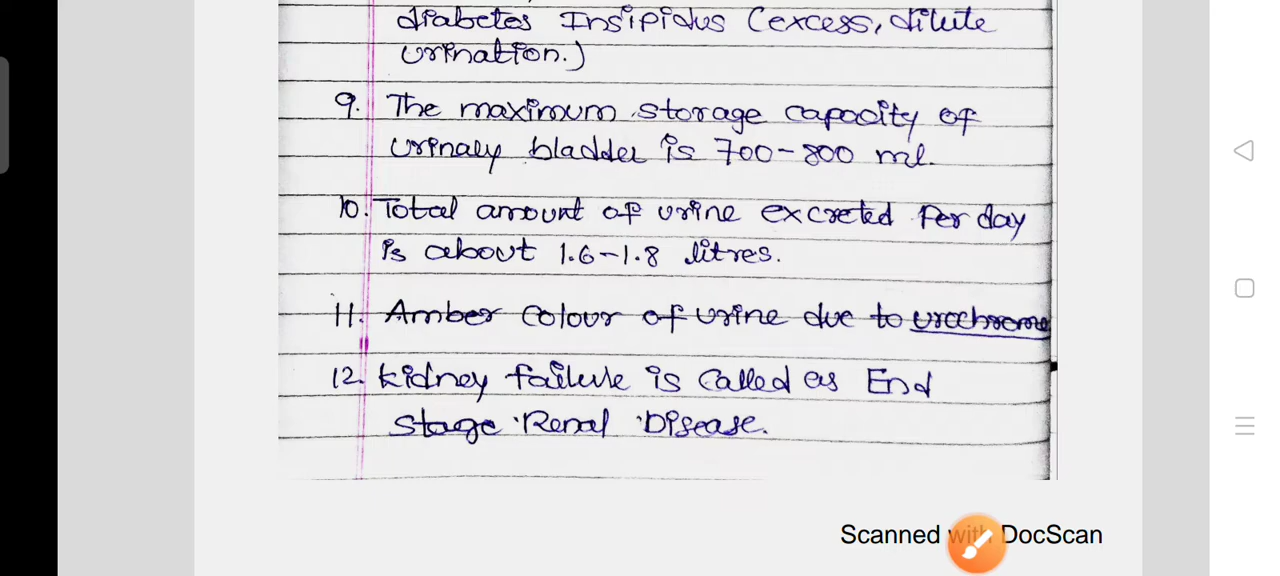 diabetes Insipidus (excess, dilute
urination.)
9. The maximum storage capacity of
urinary bladder is 700-800 ml.
10. Total amount of urine excreted Per day
is about 1.6-1.8 litres.
11. Amber colour of urine due to urochrome
12. Kidney failure is called as End
Stage Renal Disease.
Scanned with DocScan